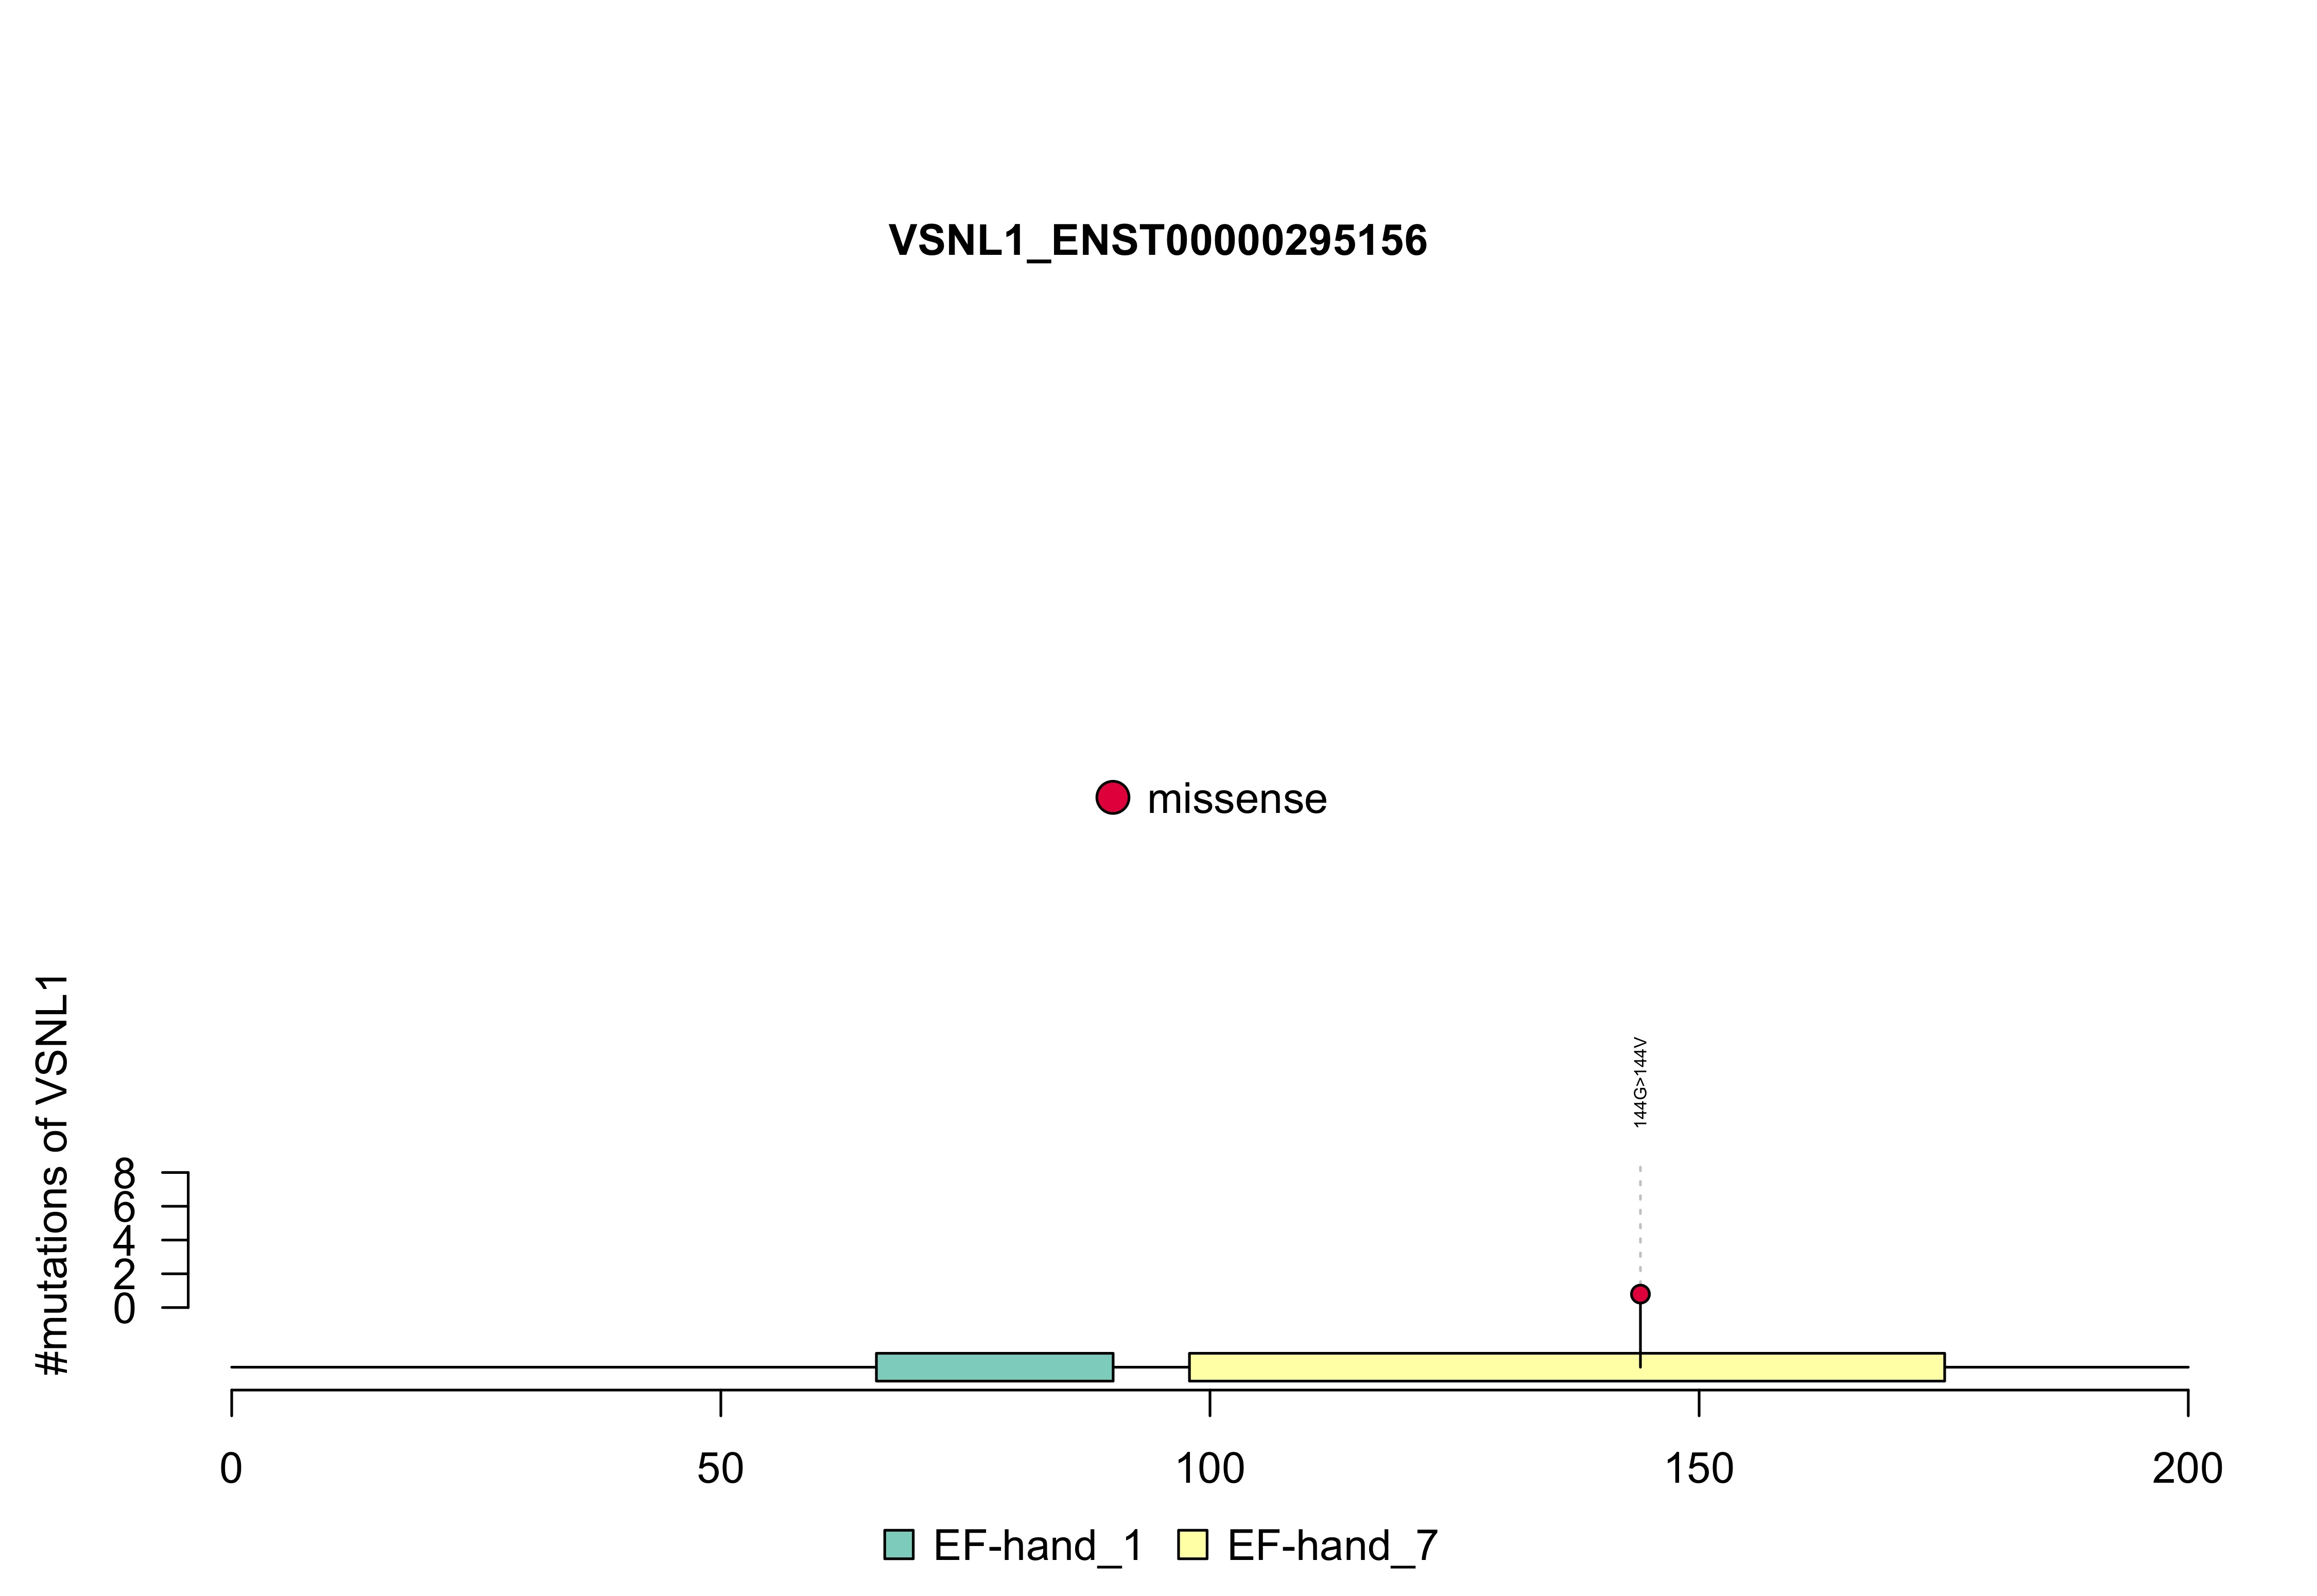 VSNL1_ENST00000295156
missense
#mutations of VSNL1
144G>144V
8
6
4
2
0
0 50 100 150 200
EF-hand_1 EF-hand_7